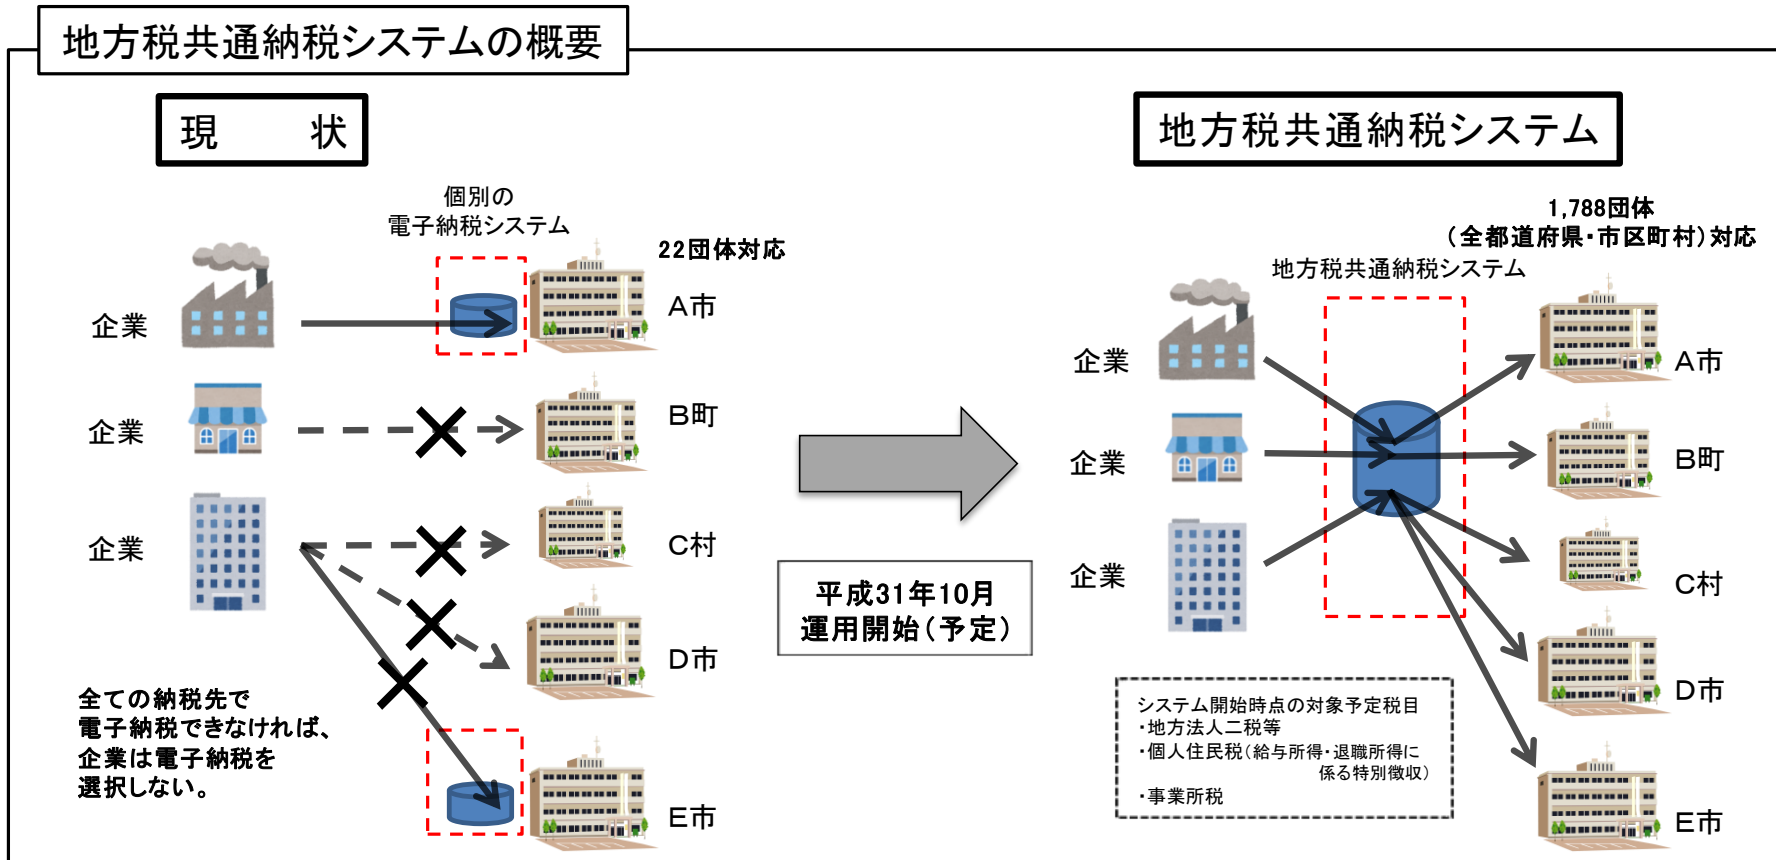 地方税共通納税システムの概要
現　　状
個別の
電子納税システム
22団体対応
企業
A市
企業
B町
企業
C村
D市
E市
全ての納税先で
電子納税できなければ、
企業は電子納税を
選択しない。
平成31年10月
運用開始(予定)
地方税共通納税システム
1,788団体
(全都道府県・市区町村)対応
地方税共通納税システム
企業
A市
企業
B町
企業
C村
D市
E市
システム開始時点の対象予定税目
・地方法人二税等
・個人住民税(給与所得・退職所得に
係る特別徴収)
・事業所税